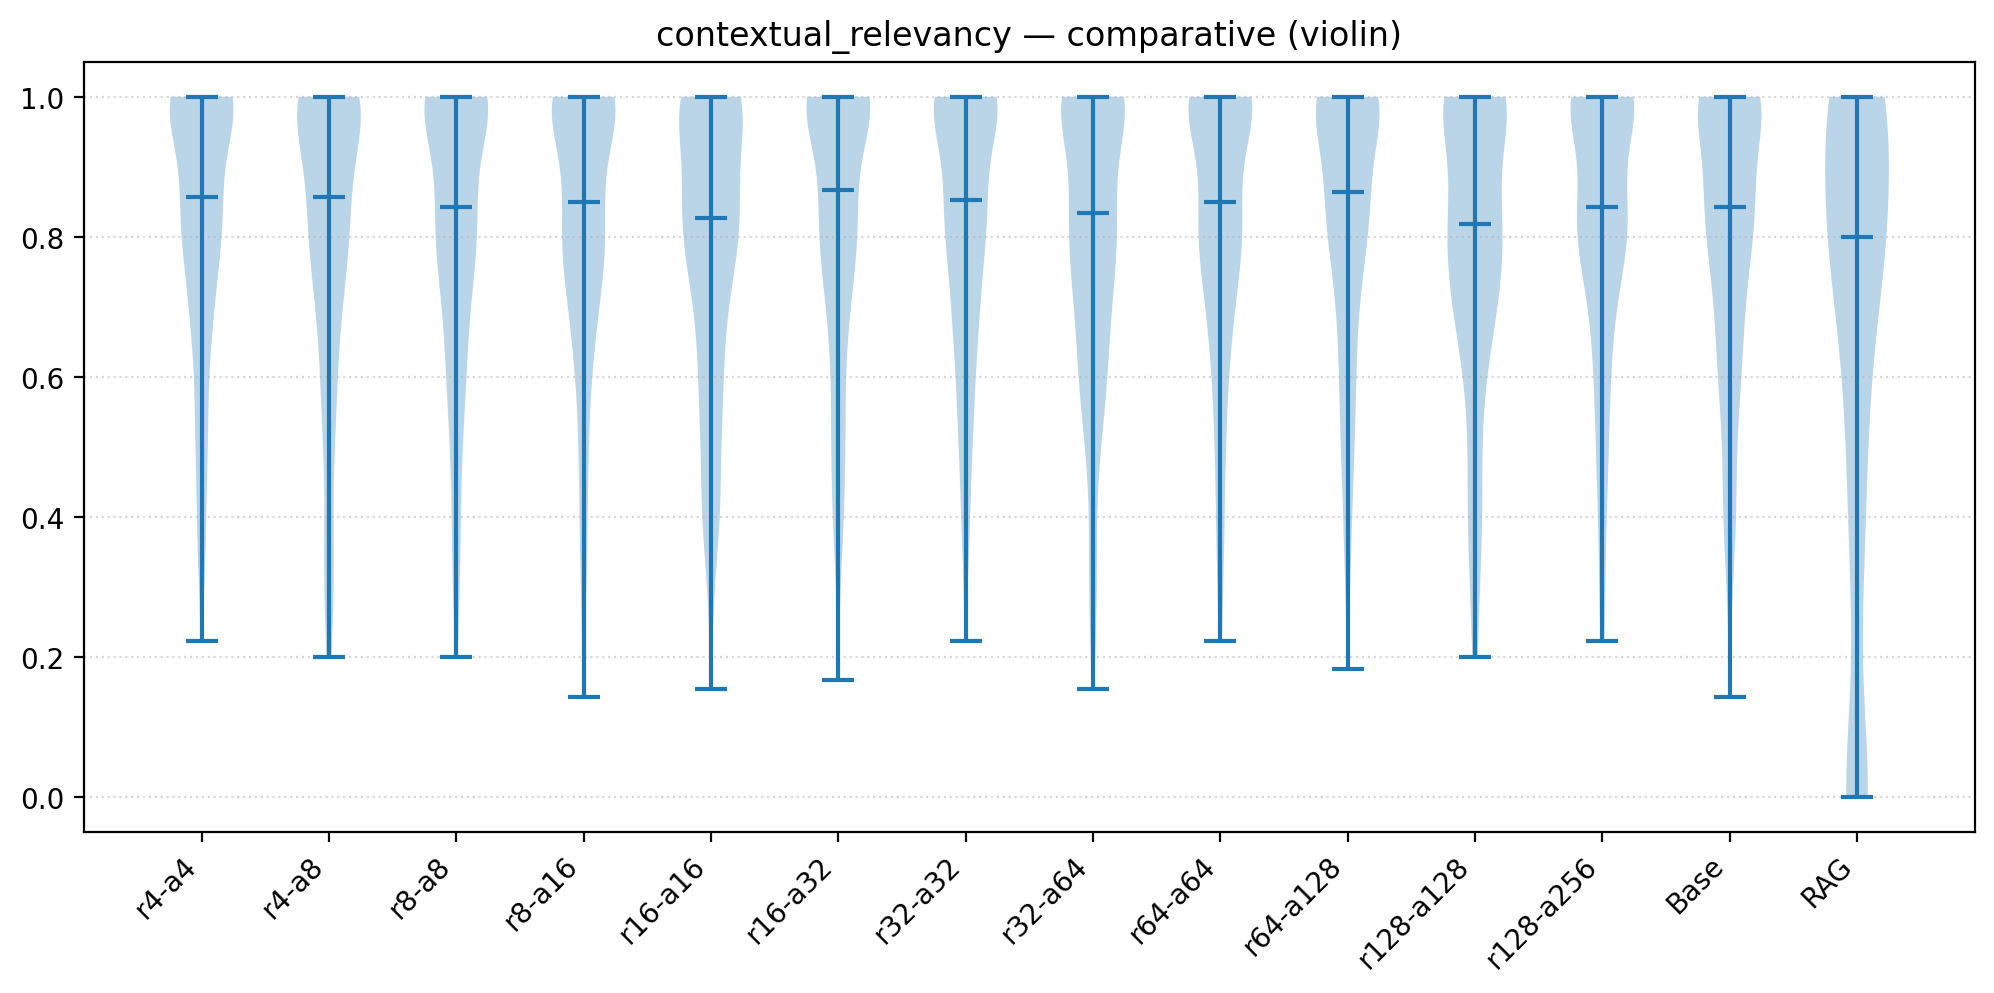 contextual_relevancy — comparative (violin)
1.0
0.8
0.6
0.4
0.2
0.0
r4-a4
r4-a8
r8-a8
r8-a16
r16-a16
r16-a32
r32-a32
r32-a64
r64-a64
r64-a128
r128-a128
r128-a256
Base
RAG